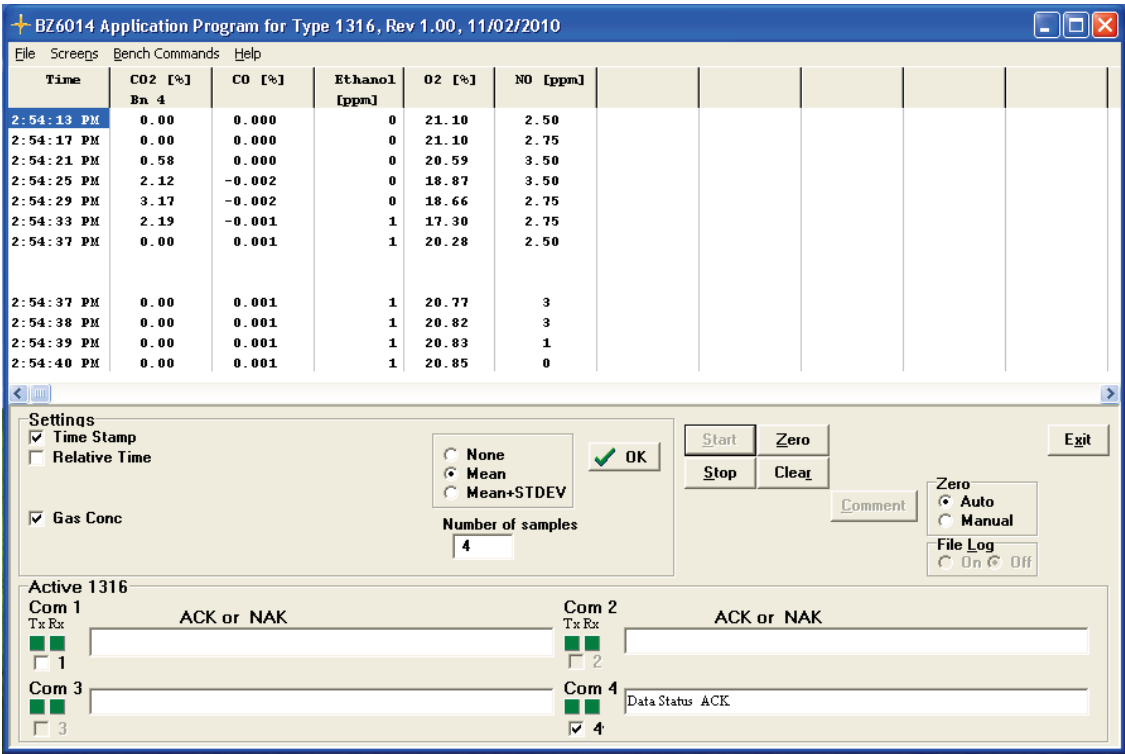 BZ6014 Application Program for Type 1316, Rev 1.00, 11/02/2010
File Screens Bench Commands Help
Time CO2 [%] CO [%] Ethanol O2 [%] NO [ppm]
Bn 4 [ppm]
2:54:13 PM 0.00 0.000 0 21.10 2.50
2:54:17 PM 0.00 0.000 0 21.10 2.75
2:54:21 PM 0.58 0.000 0 20.59 3.50
2:54:25 PM 2.12 -0.002 0 18.87 3.50
2:54:29 PM 3.17 -0.002 0 18.66 2.75
2:54:33 PM 2.19 -0.001 1 17.30 2.75
2:54:37 PM 0.00 0.001 1 20.28 2.50
2:54:37 PM 0.00 0.001 1 20.77 3
2:54:38 PM 0.00 0.001 1 20.82 3
2:54:39 PM 0.00 0.001 1 20.83 1
2:54:40 PM 0.00 0.001 1 20.85 0
Settings
Time Stamp
Relative Time
Gas Conc
None
Mean
Mean+STDEV
OK
Number of samples
4
Start Zero
Stop Clear
Comment
Exit
Zero
Auto
Manual
File Log
On Off
Active 1316
Com 1 ACK or NAK
Tx Rx
1
Com 2 ACK or NAK
Tx Rx
2
Com 3
3
Com 4 Data Status ACK
4